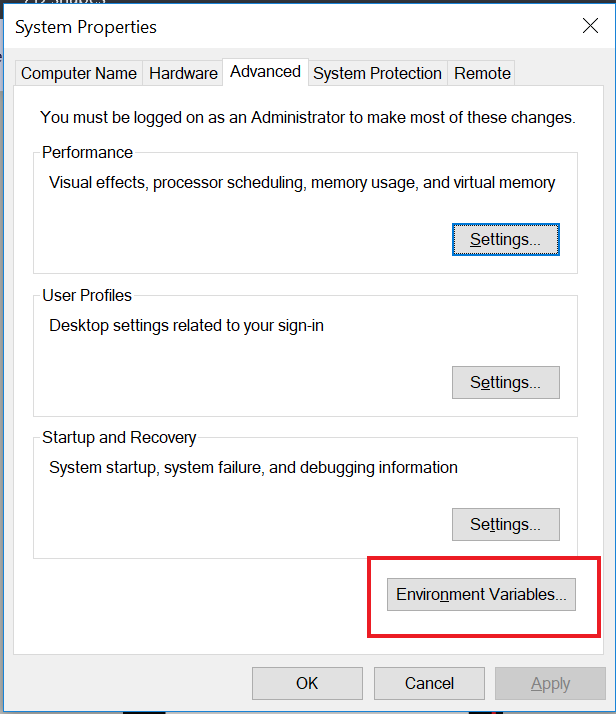 System Properties
Computer Name Hardware Advanced System Protection Remote
You must be logged on as an Administrator to make most of these changes.
Performance
Visual effects, processor scheduling, memory usage, and virtual memory
Settings...
User Profiles
Desktop settings related to your sign-in
Settings...
Startup and Recovery
System startup, system failure, and debugging information
Settings...
Environment Variables...
OK Cancel Apply